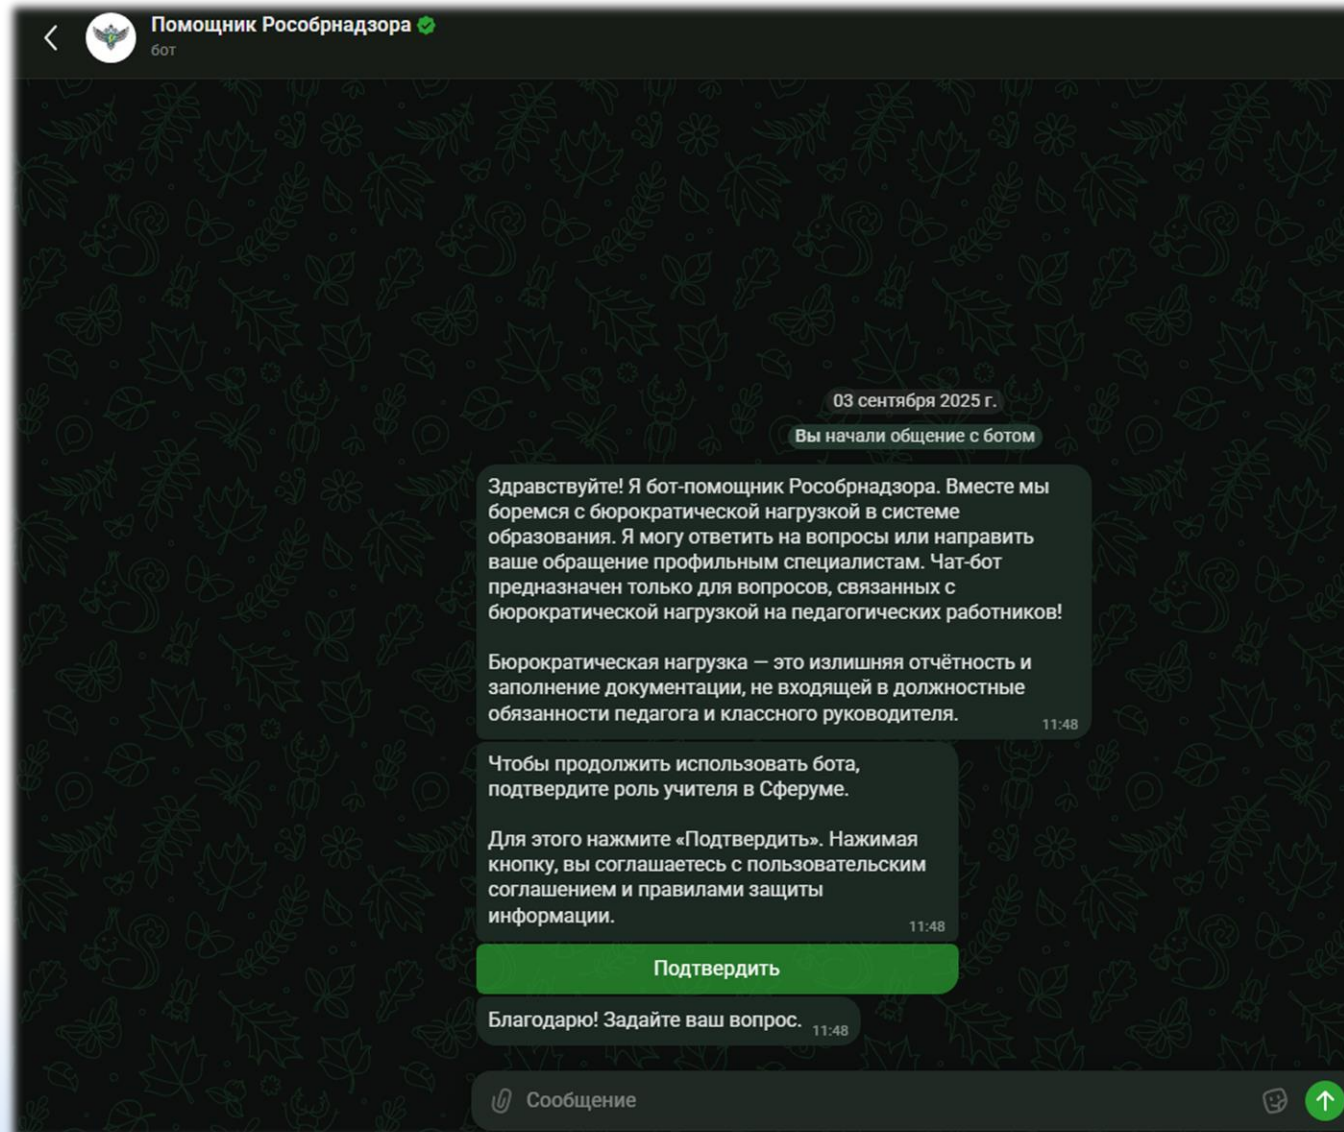 Помощник Рособрнадзора
бот
03 сентября 2025 г.
Вы начали общение с ботом
Здравствуйте! Я бот-помощник Рособрнадзора. Вместе мы
боремся с бюрократической нагрузкой в системе
образования. Я могу ответить на вопросы или направить
ваше обращение профильным специалистам. Чат-бот
предназначен только для вопросов, связанных с
бюрократической нагрузкой на педагогических работников!
Бюрократическая нагрузка — это излишняя отчётность и
заполнение документации, не входящей в должностные
обязанности педагога и классного руководителя.
11:48
Чтобы продолжить использовать бота,
подтвердите роль учителя в Сферуме.
Для этого нажмите «Подтвердить». Нажимая
кнопку, вы соглашаетесь с пользовательским
соглашением и правилами защиты
информации.
11:48
Подтвердить
Благодарю! Задайте ваш вопрос. 11:48
Сообщение